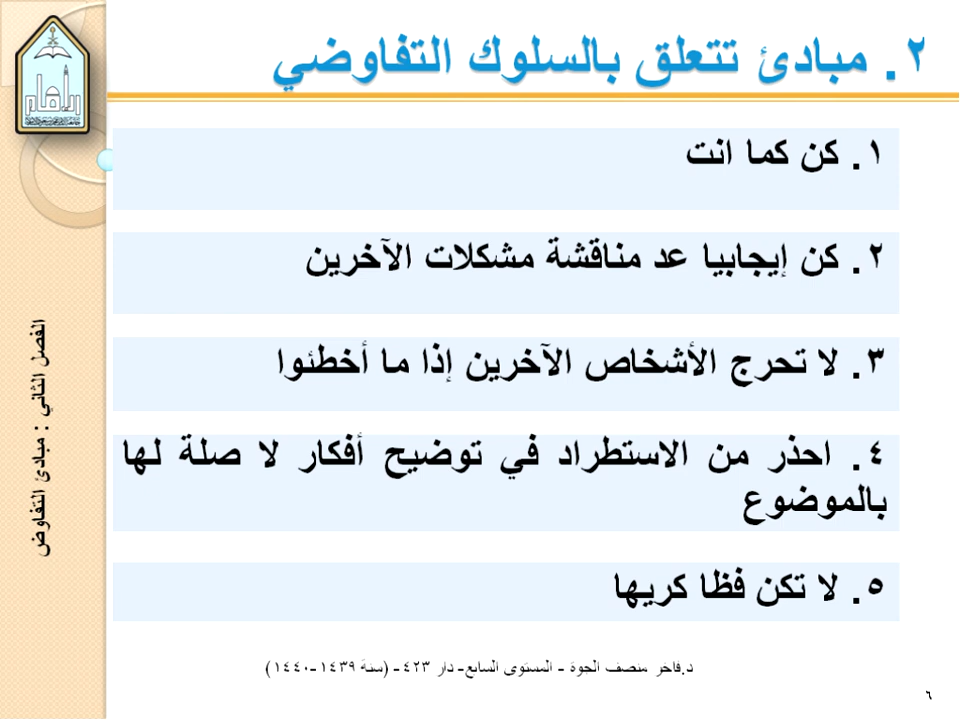 ٢. مبادئ تتعلق بالسلوك التفاوضي
١. كن كما انت
٢. كن إيجابيا عد مناقشة مشكلات الآخرين
٣. لا تحرج الأشخاص الآخرين إذا ما أخطئوا
٤. احذر من الاستطراد في توضيح أفكار لا صلة لها
بالموضوع
٥. لا تكن فظا كريها
الفصل الثاني : مبادئ التفاوض
د.فاخر منصف الجوة - المستوى السابع- دار ٤٢٣- (سنة ١٤٣٩-١٤٤٠)
٦